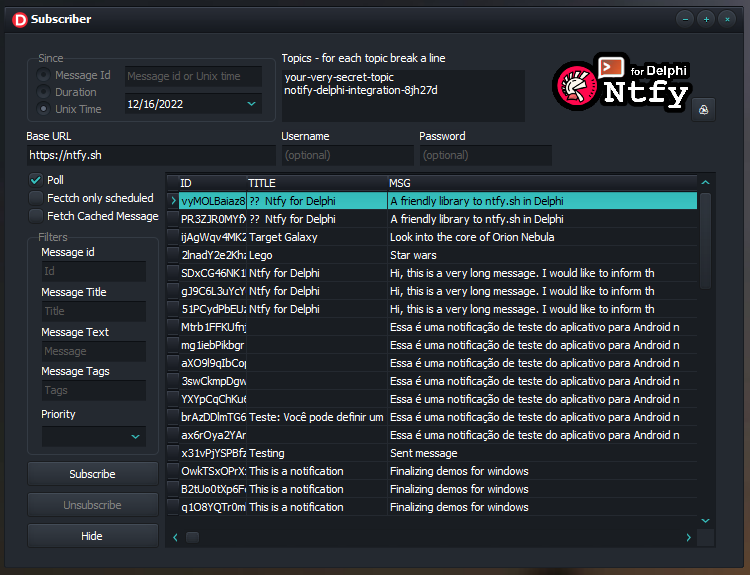 Subscriber
Since
Message Id
Message id or Unix time
Duration
Unix Time
12/16/2022
Topics - for each topic break a line
your-very-secret-topic
notify-delphi-integration-8jh27d
for Delphi
Ntfy
Base URL
Username
Password
https://ntfy.sh
(optional)
(optional)
Poll
Fectch only scheduled
Fetch Cached Message
Filters
Message id
Id
Message Title
Title
Message Text
Message
Message Tags
Tags
Priority
Subscribe
Unsubscribe
Hide
ID TITLE MSG
vyMOLBaiaz8 ?? Ntfy for Delphi A friendly library to ntfy.sh in Delphi
PR3ZJR0MYf ?? Ntfy for Delphi A friendly library to ntfy.sh in Delphi
ijAgWqv4MK2 Target Galaxy Look into the core of Orion Nebula
2lnadY2e2Khz Lego Star wars
SDxCG46NK1 Ntfy for Delphi Hi, this is a very long message. I would like to inform th
gJ9C6L3uYcY Ntfy for Delphi Hi, this is a very long message. I would like to inform th
51PCydPbEUz Ntfy for Delphi Hi, this is a very long message. I would like to inform th
Mtrb1FFKUfnj Essa é uma notificação de teste do aplicativo para Android n
mg1iebPikbgr Essa é uma notificação de teste do aplicativo para Android n
aXO9l9qIbCop Essa é uma notificação de teste do aplicativo para Android n
3swCkmpDgw Essa é uma notificação de teste do aplicativo para Android n
YXYpCqChKu6 Essa é uma notificação de teste do aplicativo para Android n
brAzDDlmTG6 Teste: Você pode definir um Essa é uma notificação de teste do aplicativo para Android n
ax6rOya2YAr Essa é uma notificação de teste do aplicativo para Android n
x31vPjYSPBfz Testing Sent message
OwkTSxOPrX This is a notification Finalizing demos for windows
B2tUo0tXp6F This is a notification Finalizing demos for windows
q1O8YQTr0m This is a notification Finalizing demos for windows